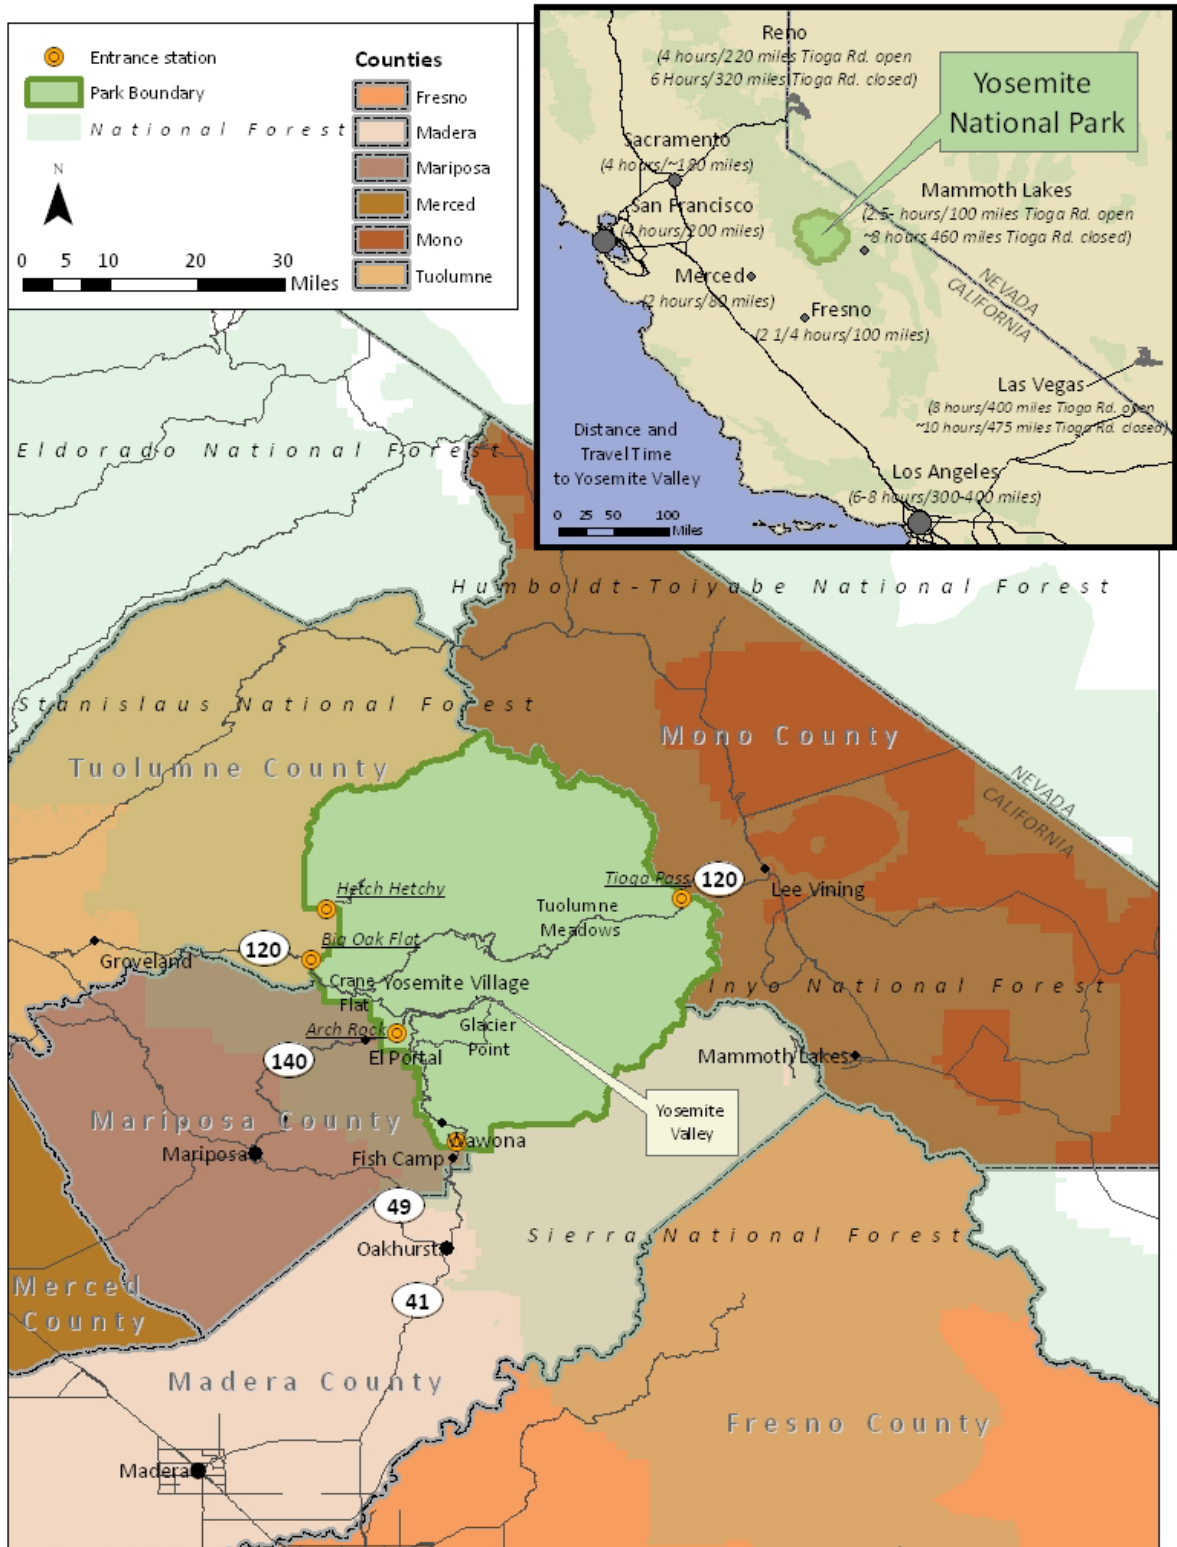 Entrance station
Park Boundary
National Forest
N
0 5 10 20 30
Miles
Counties
Fresno
Madera
Mariposa
Merced
Mono
Tuolumne
Reno
(4 hours/220 miles Tioga Rd. open
6 Hours/320 miles Tioga Rd. closed)
Yosemite
National Park
Sacramento
(4 hours/~180 miles)
San Francisco
(4 hours/200 miles)
Mammoth Lakes
(2.5- hours/100 miles Tioga Rd. open
~8 hours 460 miles Tioga Rd. closed)
Merced
(2 hours/80 miles)
Fresno
(2 1/4 hours/100 miles)
NEVADA
CALIFORNIA
Las Vegas
(8 hours/400 miles Tioga Rd. open
~10 hours/475 miles Tioga Rd. closed)
Los Angeles
(6-8 hours/300-400 miles)
Distance and
Travel Time
to Yosemite Valley
0 25 50 100
Miles
Eldorado National Forest
Humboldt-Toiyabe National Forest
Stanislaus National Forest
Mono County
Tuolumne County
NEVADA
CALIFORNIA
Hetch Hetchy
Tioga Pass
120
Lee Vining
Tuolumne
Meadows
Big Oak Flat
120
Groveland
Crane
Flat
Yosemite Village
Inyo National Forest
Arch Rock
Glacier
Point
El Portal
140
Mammoth Lakes
Yosemite
Valley
Mariposa County
Wawona
Mariposa
Fish Camp
49
Sierra National Forest
Oakhurst
Merced
County
41
Madera County
Fresno County
Madera